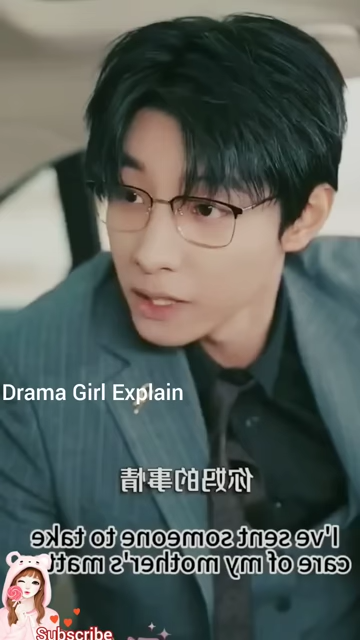 Drama Girl Explain
你妈的事情
I've sent someone to take
care of my mother's
Subscribe